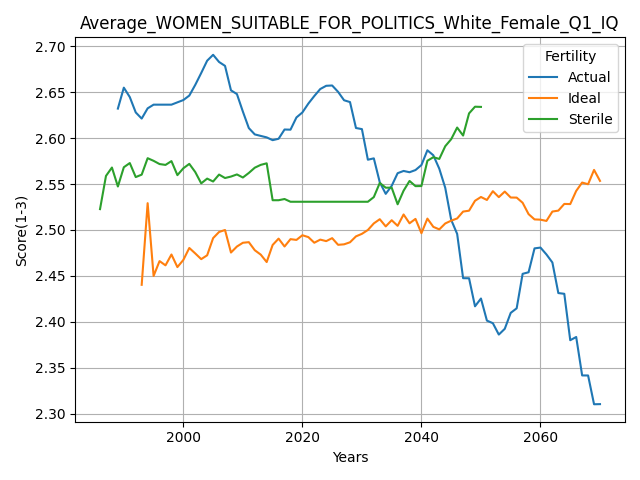 Average_WOMEN_SUITABLE_FOR_POLITICS_White_Female_Q1_IQ
Fertility
Actual
Ideal
Sterile
Score(1-3)
2.70
2.65
2.60
2.55
2.50
2.45
2.40
2.35
2.30
2000
2020
2040
2060
Years